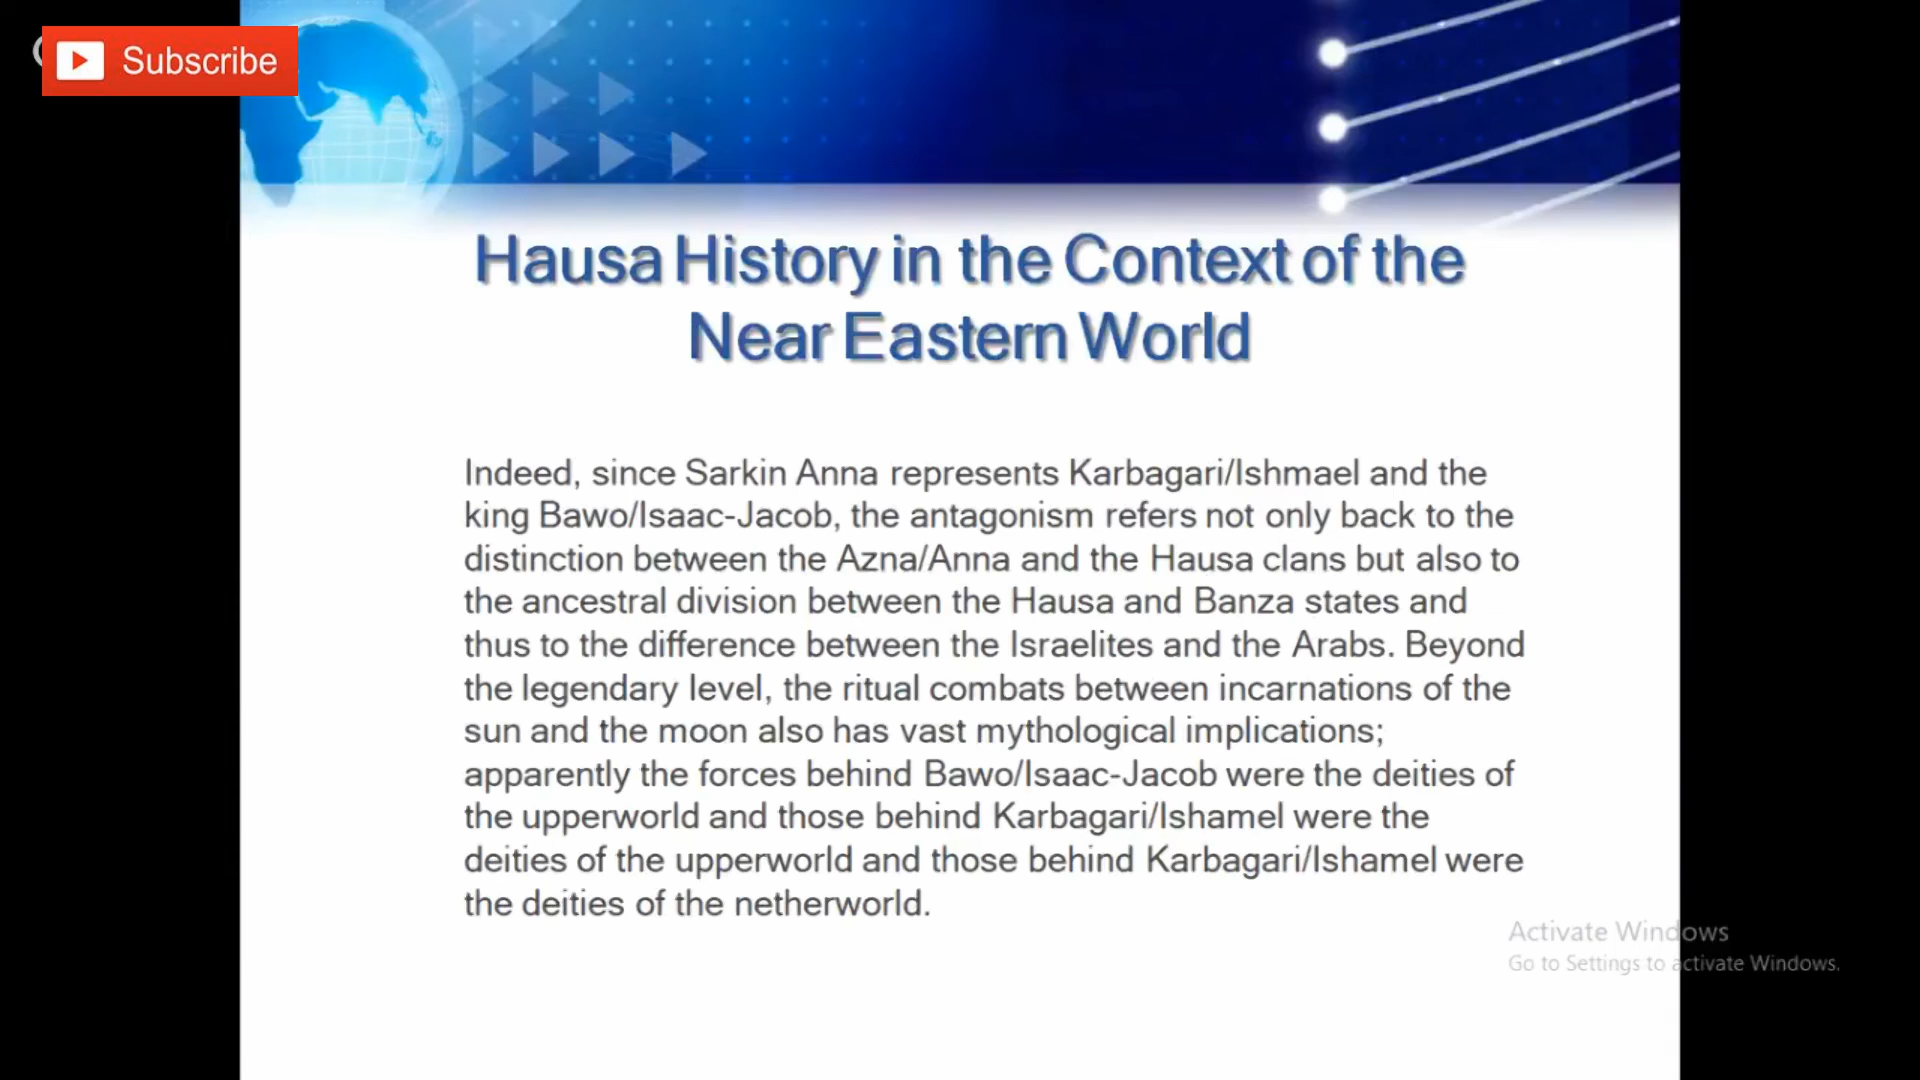 Subscribe
Hausa History in the Context of the
Near Eastern World
Indeed, since Sarkin Anna represents Karbagari/Ishmael and the
king Bawo/Isaac-Jacob, the antagonism refers not only back to the
distinction between the Azna/Anna and the Hausa clans but also to
the ancestral division between the Hausa and Banza states and
thus to the difference between the Israelites and the Arabs. Beyond
the legendary level, the ritual combats between incarnations of the
sun and the moon also has vast mythological implications;
apparently the forces behind Bawo/Isaac-Jacob were the deities of
the upperworld and those behind Karbagari/Ishamel were the
deities of the upperworld and those behind Karbagari/Ishamel were
the deities of the netherworld.
Activate Windows
Go to Settings to activate Windows.